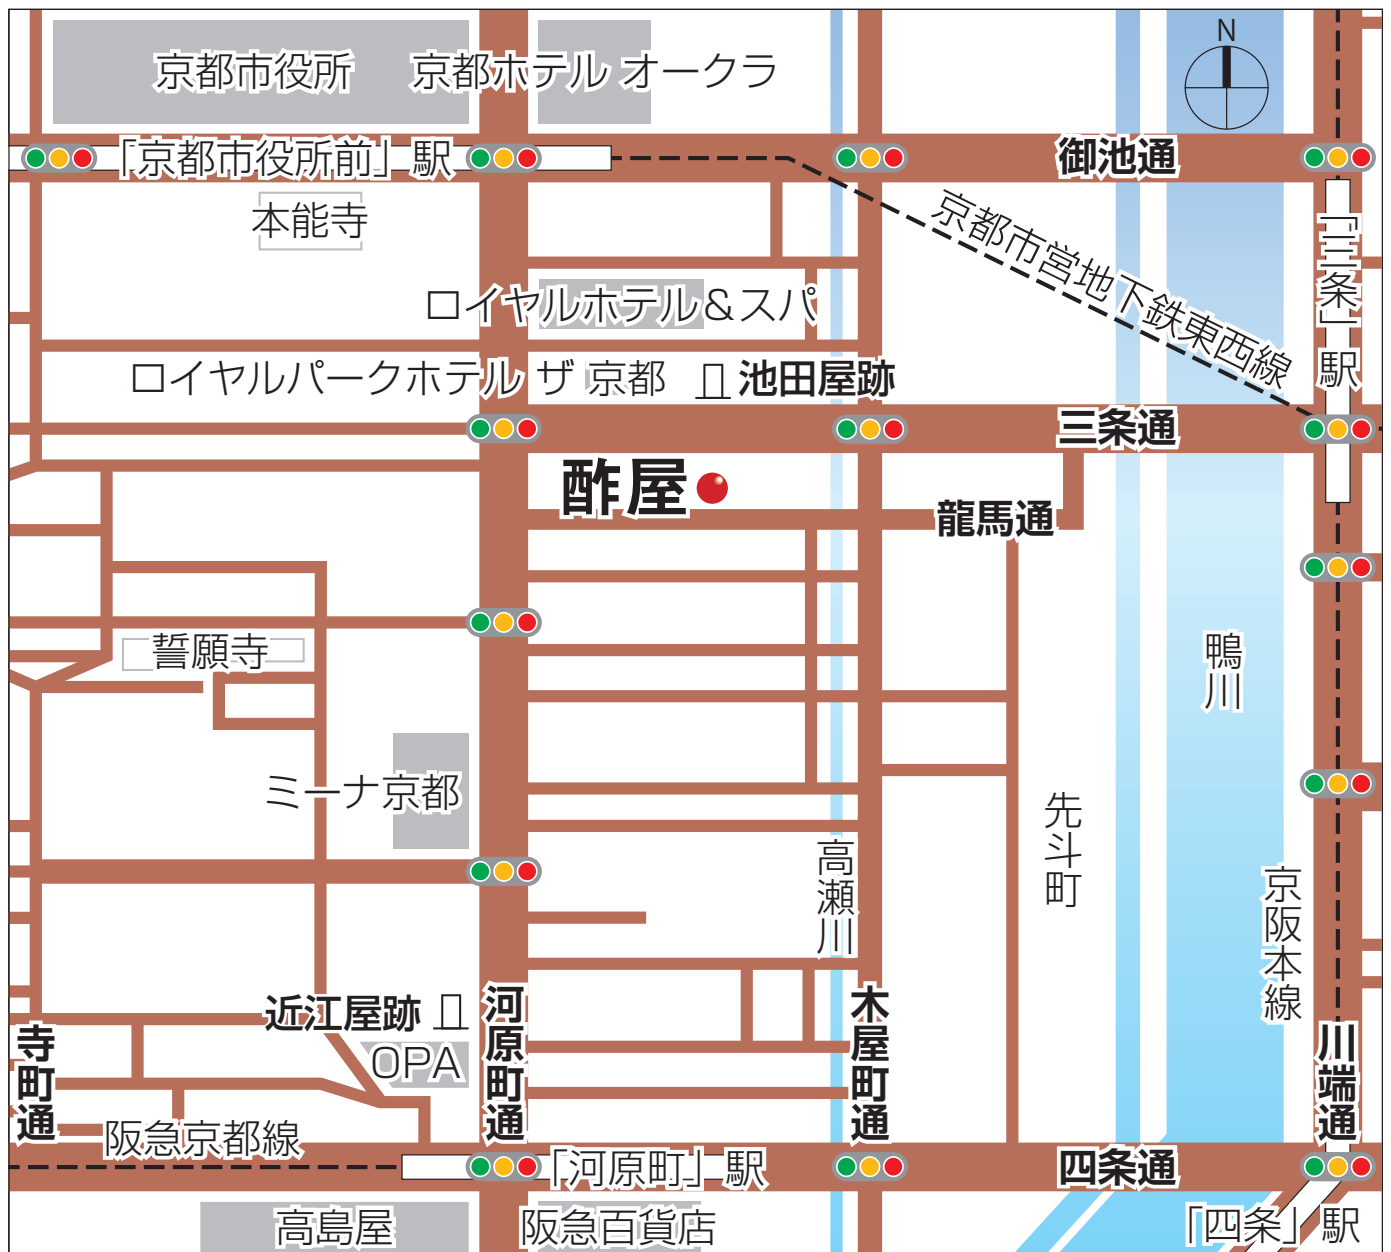 N
京都市役所
京都ホテル オークラ
「京都市役所前」駅
御池通
本能寺
京都市営地下鉄東西線
「三条」駅
ロイヤルホテル&スパ
ロイヤルパークホテル ザ 京都
池田屋跡
三条通
酢屋
龍馬通
誓願寺
鴨川
ミーナ京都
先斗町
高瀬川
京阪本線
近江屋跡
OPA
寺町通
河原町通
木屋町通
川端通
阪急京都線
「河原町」駅
四条通
高島屋
阪急百貨店
「四条」駅